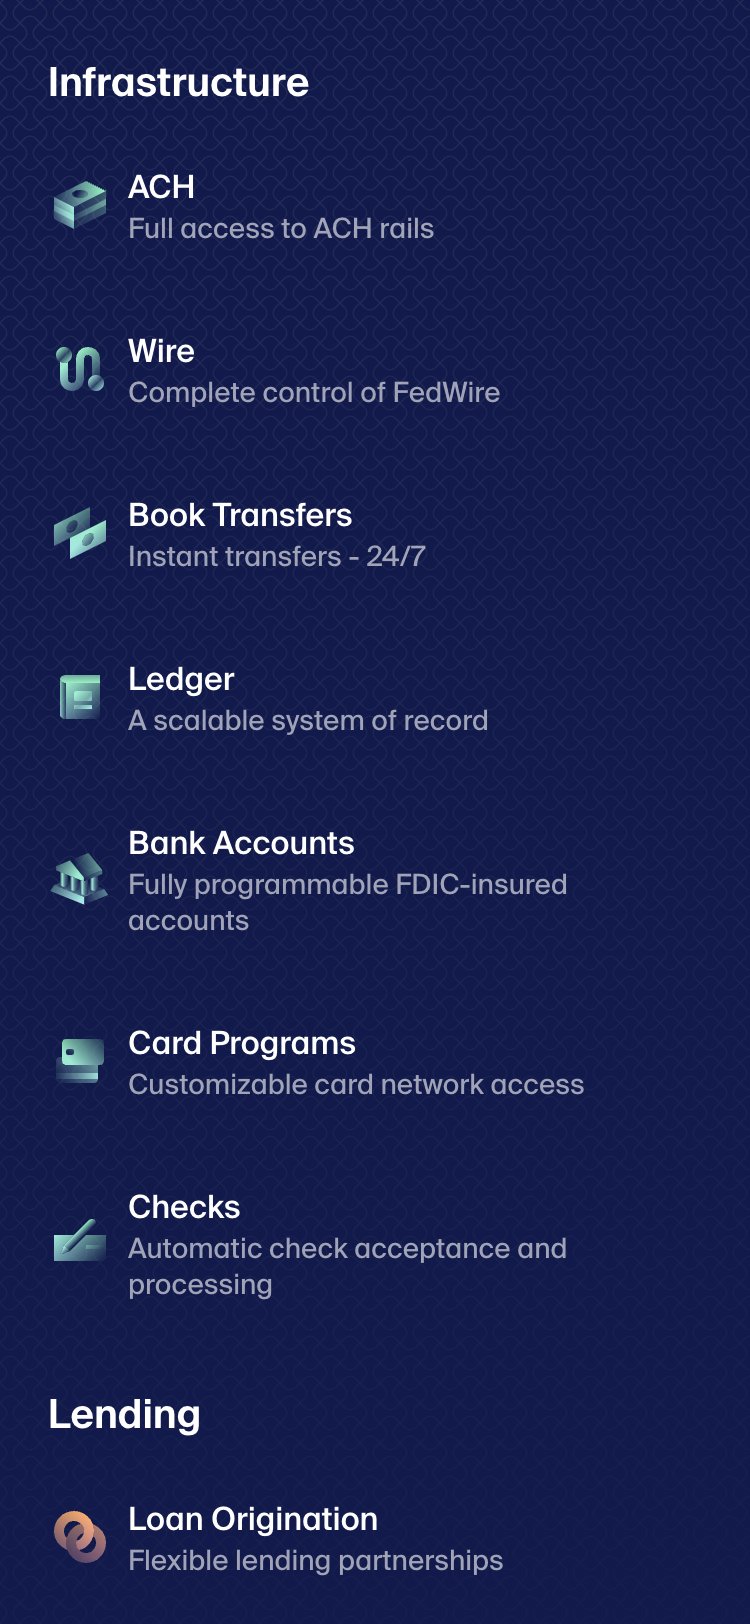 Infrastructure
ACH
Full access to ACH rails
Wire
Complete control of FedWire
Book Transfers
Instant transfers - 24/7
Ledger
A scalable system of record
Bank Accounts
Fully programmable FDIC-insured
accounts
Card Programs
Customizable card network access
Checks
Automatic check acceptance and
processing
Lending
Loan Origination
Flexible lending partnerships